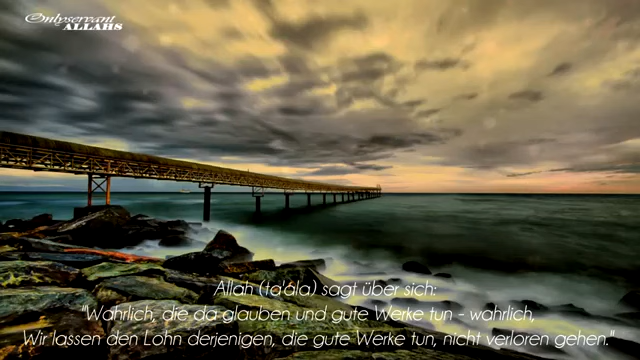 Onlyservant
ALLAHS
Allah (ta'ala) sagt über sich:
"Wahrlich, die da glauben und gute Werke tun - wahrlich,
Wir lassen den Lohn derjenigen, die gute Werke tun, nicht verloren gehen."